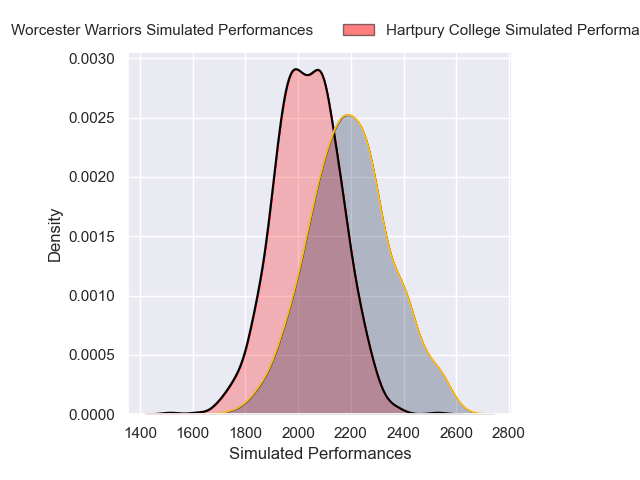 Worcester Warriors Simulated Performances Hartpury College Simulated Performa
0.0030
0.0025
0.0020
0.0015
0.0010
0.0005
0.0000
Density
1400 1600 1800 2000 2200 2400 2600 2800
Simulated Performances